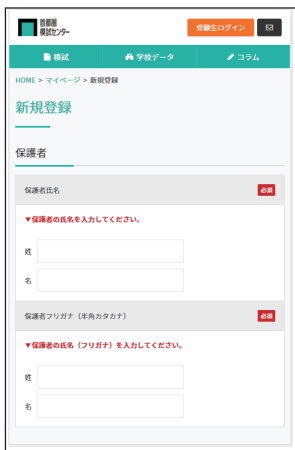 首都圏
模試センター
受験生ログイン
模試 学校データ コラム
HOME > マイページ > 新規登録
新規登録
保護者
保護者氏名 必須
▼保護者の氏名を入力してください。
姓
名
保護者フリガナ（半角カタカナ） 必須
▼保護者の氏名（フリガナ）を入力してください。
姓
名